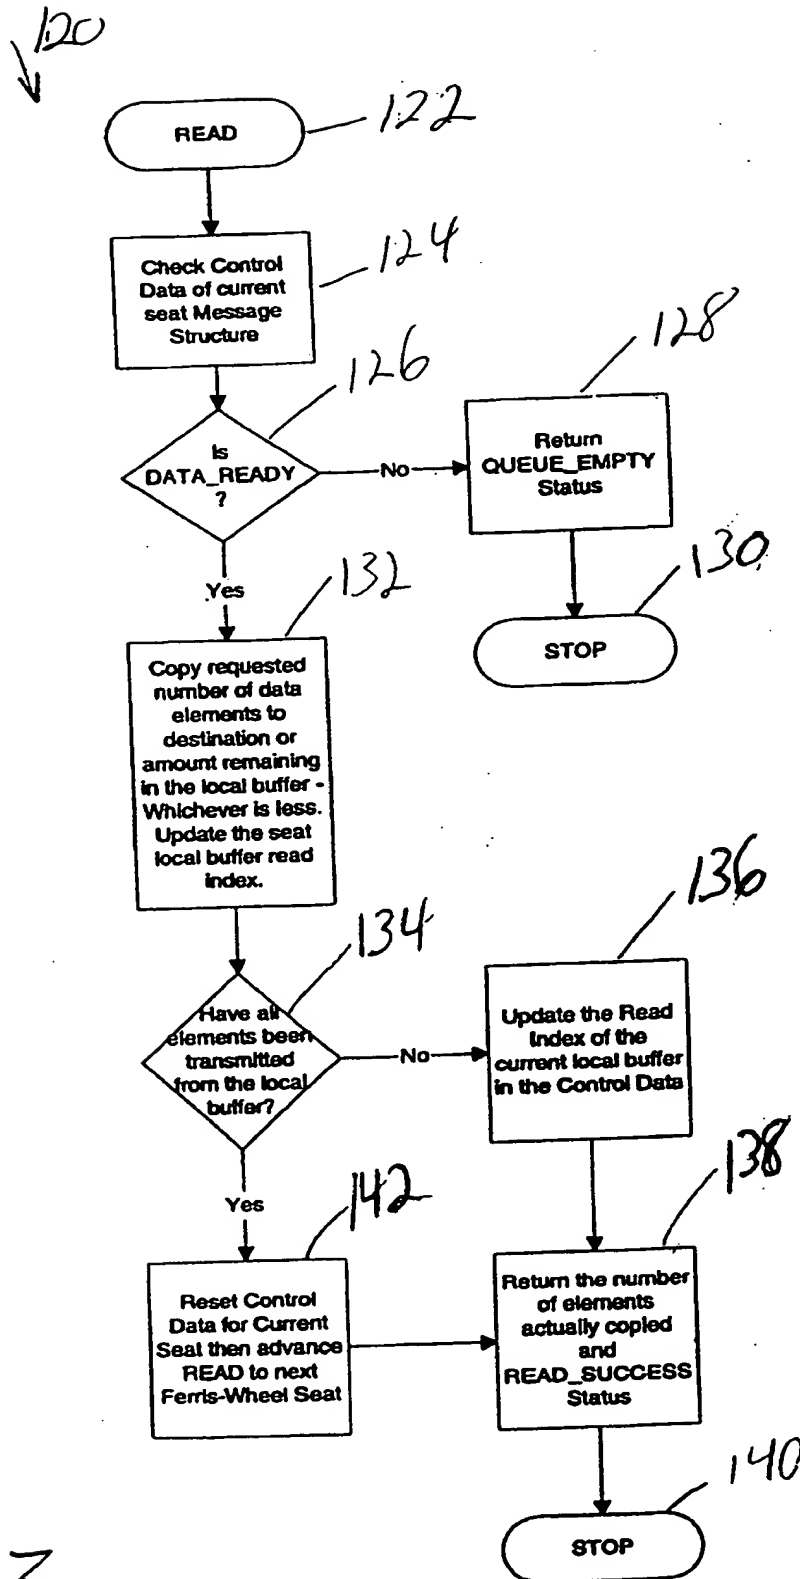 120
READ
122
Check Control
Data of current
seat Message
Structure
124
126
Is
DATA_READY
?
No
128
Return
QUEUE_EMPTY
Status
130
STOP
Yes
132
Copy requested
number of data
elements to
destination or
amount remaining
in the local buffer -
Whichever is less.
Update the seat
local buffer read
index.
134
Have all
elements been
transmitted
from the local
buffer?
No
136
Update the Read
Index of the
current local buffer
in the Control Data
Yes
142
Reset Control
Data for Current
Seat then advance
READ to next
Ferris-Wheel Seat
138
Return the number
of elements
actually copied
and
READ_SUCCESS
Status
140
STOP